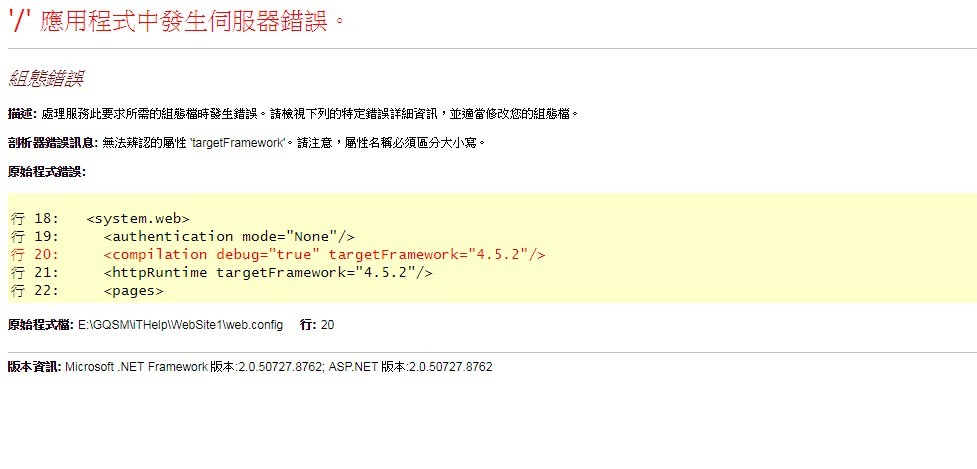 '/' 應用程式中發生伺服器錯誤。
組態錯誤
描述: 處理服務此要求所需的組態檔時發生錯誤。請檢視下列的特定錯誤詳細資訊，並適當修改您的組態檔。
剖析器錯誤訊息: 無法辨認的屬性 'targetFramework'。請注意，屬性名稱必須區分大小寫。
原始程式錯誤:
行 18:   <system.web>
行 19:     <authentication mode="None"/>
行 20:     <compilation debug="true" targetFramework="4.5.2"/>
行 21:     <httpRuntime targetFramework="4.5.2"/>
行 22:     <pages>
原始程式檔: E:\GQSM\iTHelp\WebSite1\web.config    行: 20
版本資訊: Microsoft .NET Framework 版本:2.0.50727.8762; ASP.NET 版本:2.0.50727.8762